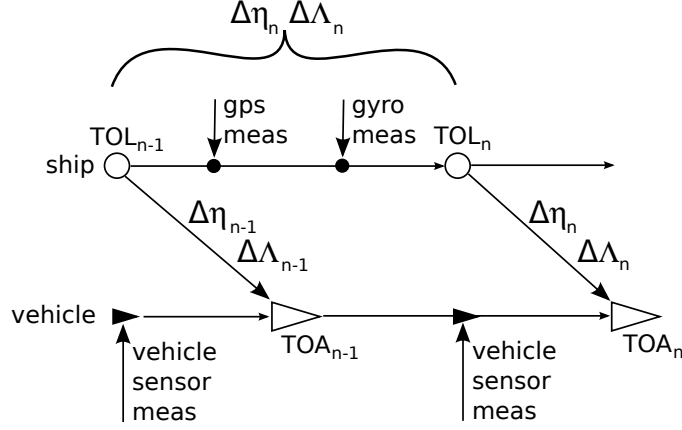 Δη_n ΔΛ_n
gps meas
gyro meas
TOL_n-1
TOL_n
ship
Δη_n-1
ΔΛ_n-1
Δη_n
ΔΛ_n
vehicle
TOA_n-1
TOA_n
vehicle
sensor
meas
vehicle
sensor
meas